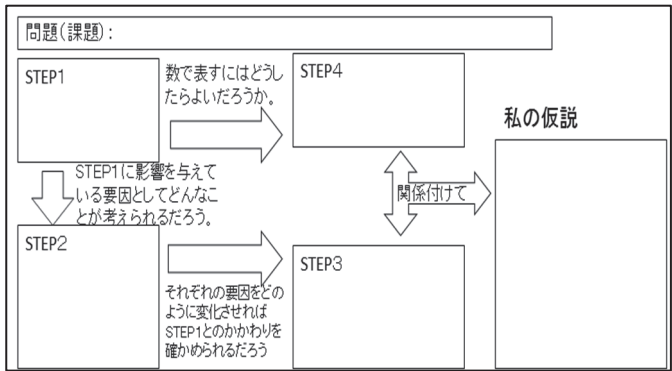 問題(課題):
STEP1
数で表すにはどうし
たらよいだろうか。
STEP4
私の仮説
STEP1に影響を与えて
いる要因としてどんなこ
とが考えられるだろう。
関係付けて
STEP2
それぞれの要因をどの
ように変化させれば
STEP1とのかかわりを
確かめられるだろう
STEP3